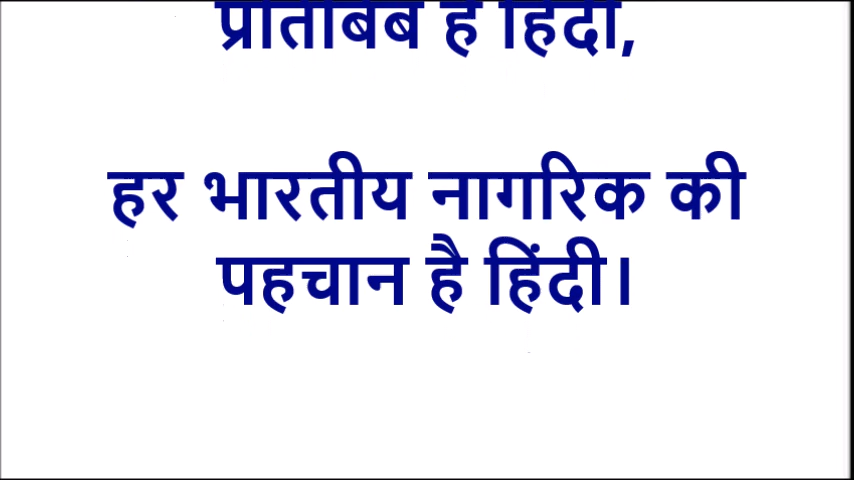 प्रतिबिंब है हिंदी,
हर भारतीय नागरिक की
पहचान है हिंदी।